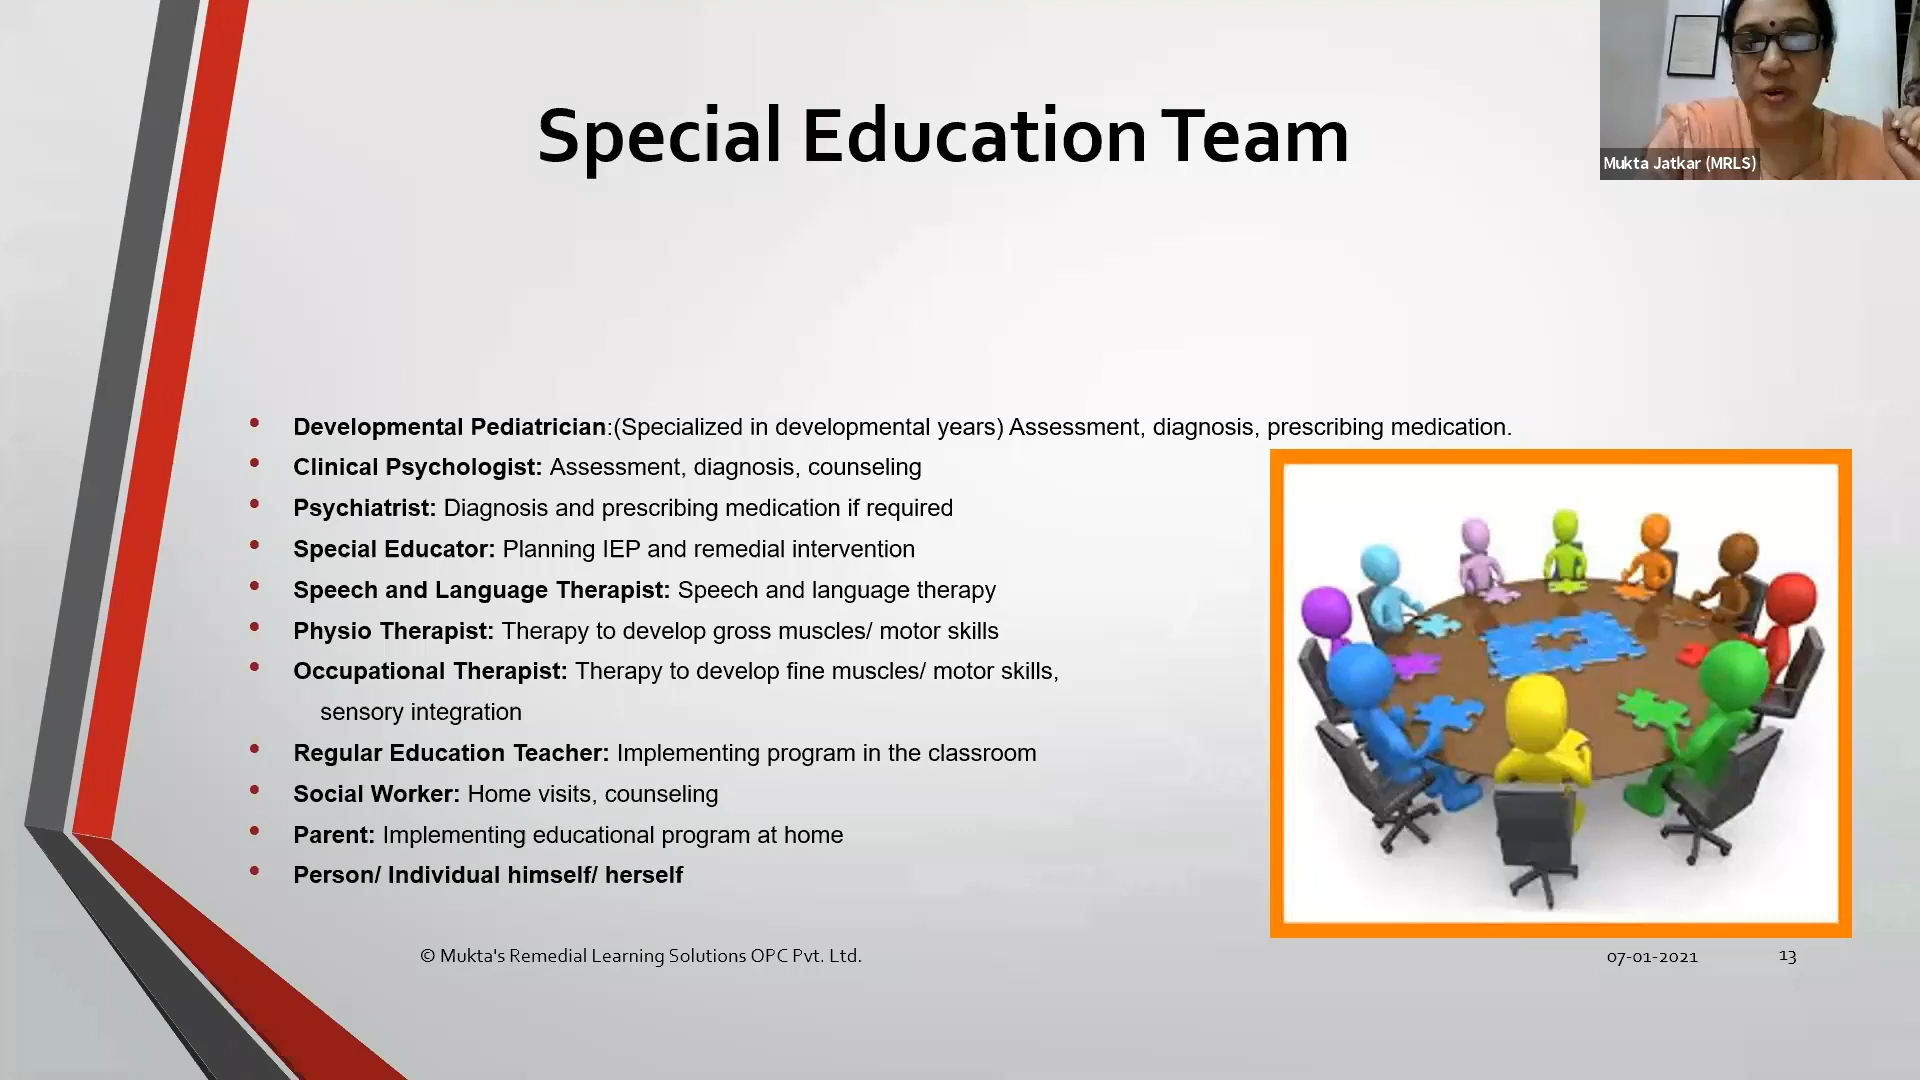 Special Education Team
Mukta Jatkar (MRLS)
• Developmental Pediatrician:(Specialized in developmental years) Assessment, diagnosis, prescribing medication.
• Clinical Psychologist: Assessment, diagnosis, counseling
• Psychiatrist: Diagnosis and prescribing medication if required
• Special Educator: Planning IEP and remedial intervention
• Speech and Language Therapist: Speech and language therapy
• Physio Therapist: Therapy to develop gross muscles/ motor skills
• Occupational Therapist: Therapy to develop fine muscles/ motor skills,
sensory integration
• Regular Education Teacher: Implementing program in the classroom
• Social Worker: Home visits, counseling
• Parent: Implementing educational program at home
• Person/ Individual himself/ herself
© Mukta's Remedial Learning Solutions OPC Pvt. Ltd.
07-01-2021
13